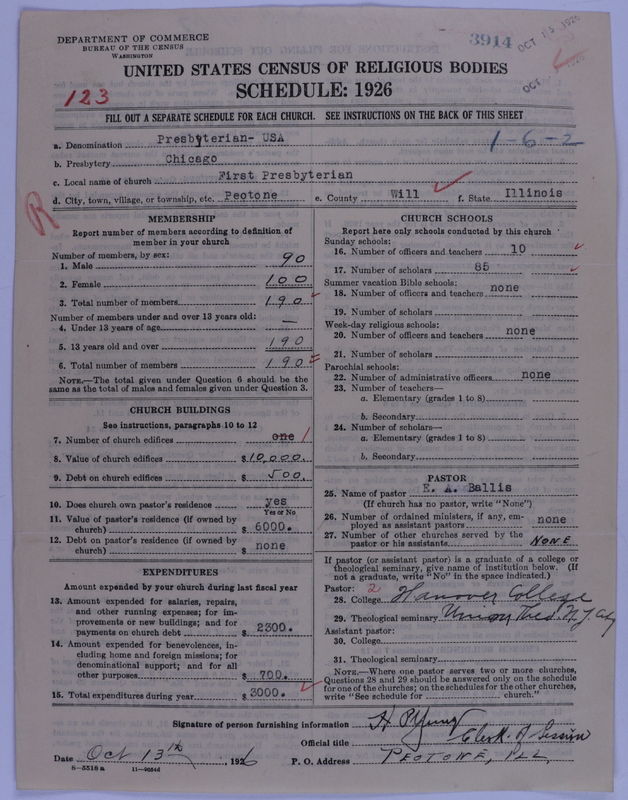 DEPARTMENT OF COMMERCE
BUREAU OF THE CENSUS
WASHINGTON
3914
OCT 15 1926
OCT
UNITED STATES CENSUS OF RELIGIOUS BODIES
SCHEDULE: 1926
123
FILL OUT A SEPARATE SCHEDULE FOR EACH CHURCH. SEE INSTRUCTIONS ON THE BACK OF THIS SHEET
1-6-2
a. Denomination Presbyterian- USA
b. Presbytery Chicago
c. Local name of church First Presbyterian
d. City, town, village, or township, etc. Peotone e. County Will f. State Illinois
R
MEMBERSHIP
Report number of members according to definition of
member in your church
Number of members, by sex:
1. Male 90
2. Female 100
3. Total number of members 190
Number of members under and over 13 years old:
4. Under 13 years of age —
5. 13 years old and over 190
6. Total number of members 190
NOTE.—The total given under Question 6 should be
same as the total of males and females given under Question 3.
CHURCH BUILDINGS
See instructions, paragraphs 10 to 12
7. Number of church edifices one 1
8. Value of church edifices $10,000.
9. Debt on church edifices $ 500.
10. Does church own pastor's residence yes
Yes or No
11. Value of pastor's residence (if owned by
church) $ 6000.
12. Debt on pastor's residence (if owned by
church) $ none
EXPENDITURES
Amount expended by your church during last fiscal year
13. Amount expended for salaries, repairs,
and other running expenses; for im-
provements or new buildings; and for
payments on church debt $ 2300.
14. Amount expended for benevolences, in-
cluding home and foreign missions; for
denominational support; and for all
other purposes $ 700.
15. Total expenditures during year $ 3000.
CHURCH SCHOOLS
Report here only schools conducted by this church
Sunday schools:
16. Number of officers and teachers 10
17. Number of scholars 85
Summer vacation Bible schools:
18. Number of officers and teachers none
19. Number of scholars
Week-day religious schools:
20. Number of officers and teachers none
21. Number of scholars
Parochial schools:
22. Number of administrative officers none
23. Number of teachers—
a. Elementary (grades 1 to 8)
b. Secondary
24. Number of scholars—
a. Elementary (grades 1 to 8)
b. Secondary
PASTOR
25. Name of pastor E. A. Ballis
(If church has no pastor, write "None")
26. Number of ordained ministers, if any, em-
ployed as assistant pastors none
27. Number of other churches served by the
pastor or his assistants NONE
If pastor (or assistant pastor) is a graduate of a college or
theological seminary, give name of institution below. (If
not a graduate, write "No" in the space indicated.)
Pastor: 2
28. College Hanover College
29. Theological seminary Union Theo. N.Y. City
Assistant pastor:
30. College
31. Theological seminary
NOTE.—Where one pastor serves two or more churches,
Questions 28 and 29 should be answered only on the schedule
for one of the churches; on the schedules for the other churches,
write "See schedule for church."
Signature of person furnishing information H P Young
Official title Clerk of Session
Date Oct 13th, 1926 P. O. Address PEOTONE, ILL,
8—5518 a 11—90544